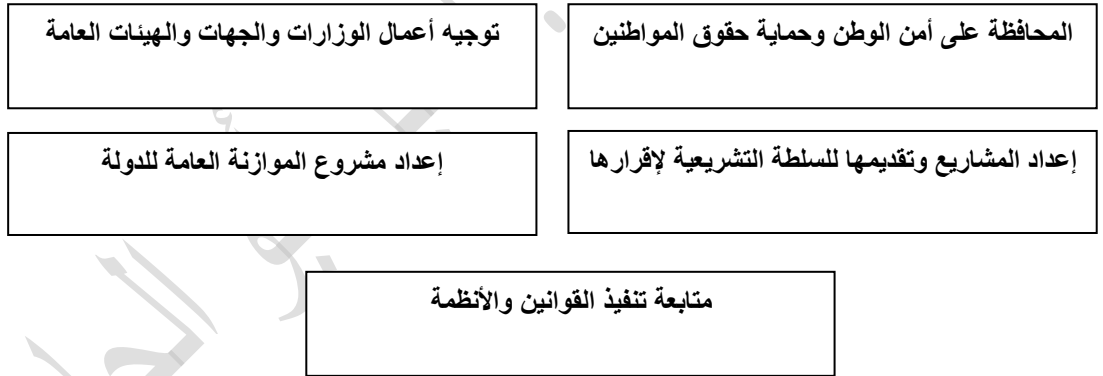 المحافظة على أمن الوطن وحماية حقوق المواطنين
توجيه أعمال الوزارات والجهات والهيئات العامة
إعداد المشاريع وتقديمها للسلطة التشريعية لإقرارها
إعداد مشروع الموازنة العامة للدولة
متابعة تنفيذ القوانين والأنظمة